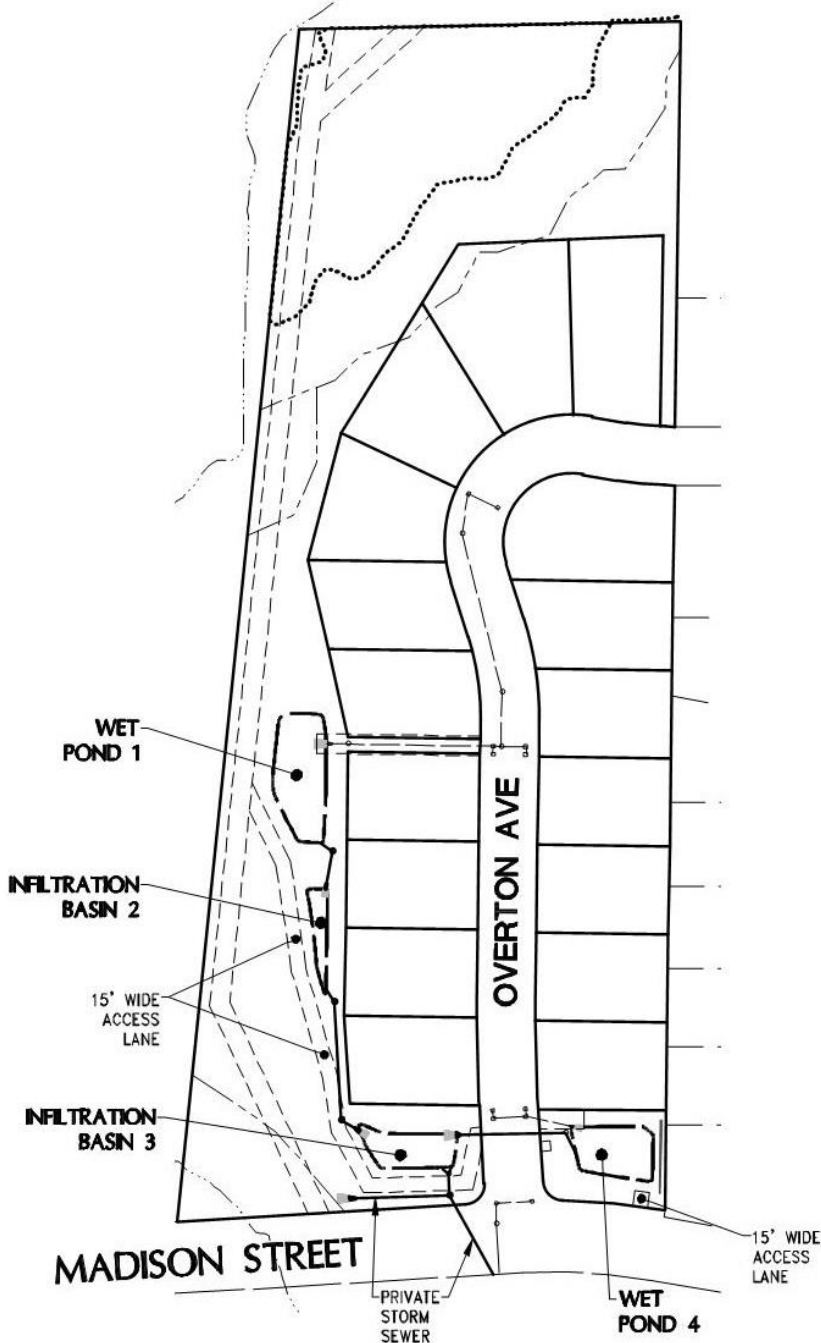 WET
POND 1
OVERTON AVE
INFILTRATION
BASIN 2
15' WIDE
ACCESS
LANE
INFILTRATION
BASIN 3
MADISON STREET
PRIVATE
STORM
SEWER
15' WIDE
ACCESS
LANE
WET
POND 4